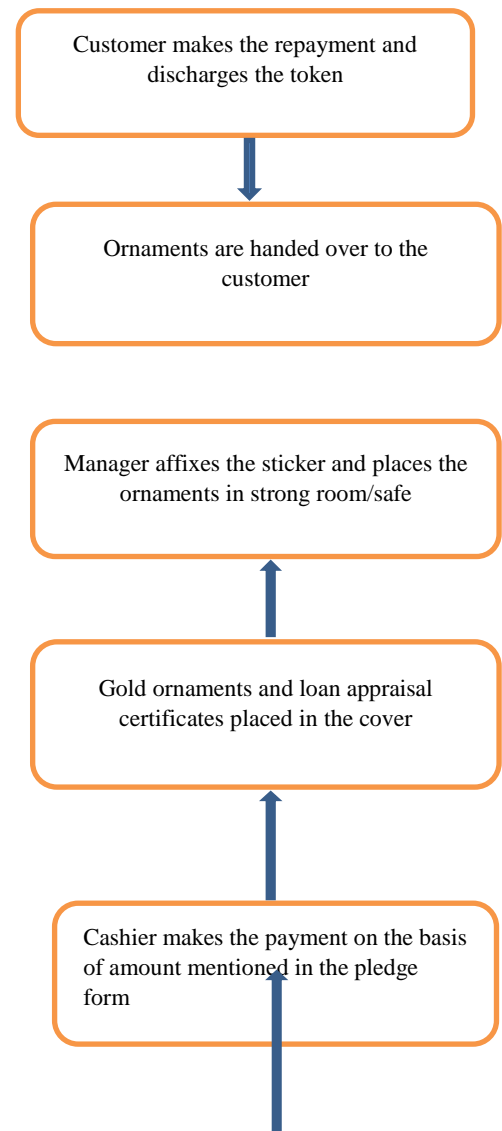 Customer makes the repayment and
discharges the token
Ornaments are handed over to the
customer
Manager affixes the sticker and places the
ornaments in strong room/safe
Gold ornaments and loan appraisal
certificates placed in the cover
Cashier makes the payment on the basis
of amount mentioned in the pledge
form